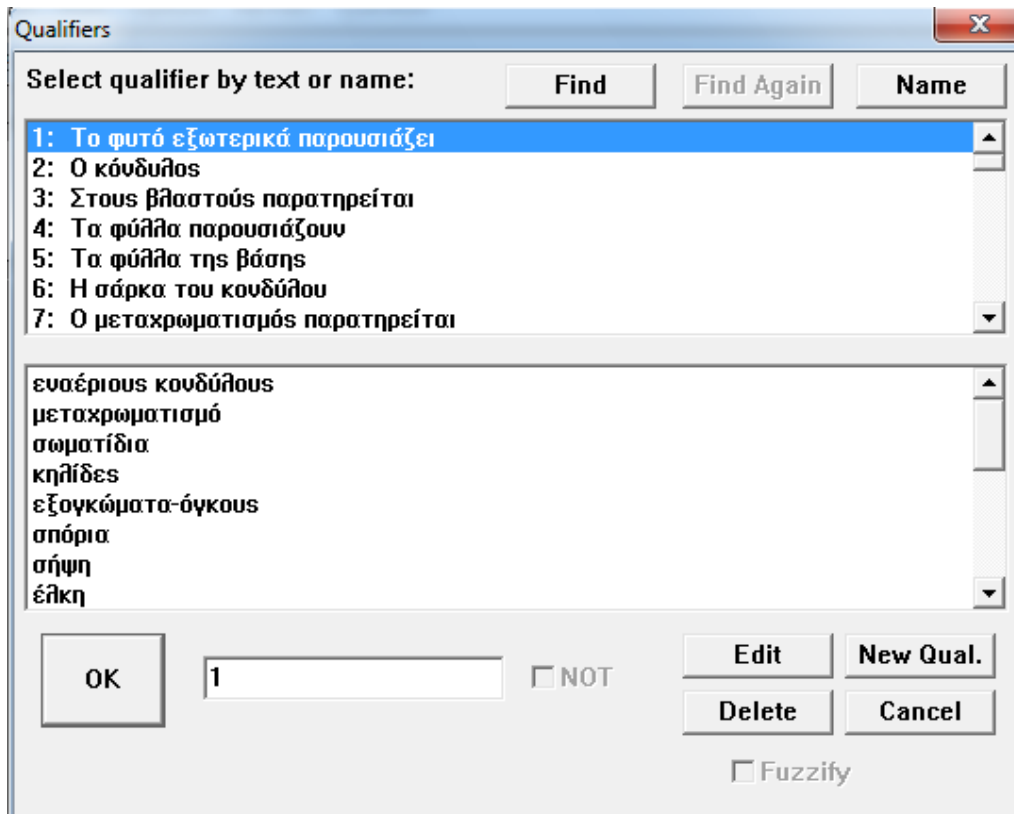 Qualifiers
Select qualifier by text or name: Find Find Again Name
1: Το φυτό εξωτερικά παρουσιάζει
2: Ο κόνδυλος
3: Στους βλαστούς παρατηρείται
4: Τα φύλλα παρουσιάζουν
5: Τα φύλλα της βάσης
6: Η σάρκα του κονδύλου
7: Ο μεταχρωματισμός παρατηρείται
εναέριους κονδύλους
μεταχρωματισμό
σωματίδια
κηλίδες
εξογκώματα-όγκους
σπόρια
σήψη
έλκη
OK 1 NOT Edit New Qual.
Delete Cancel
Fuzzify